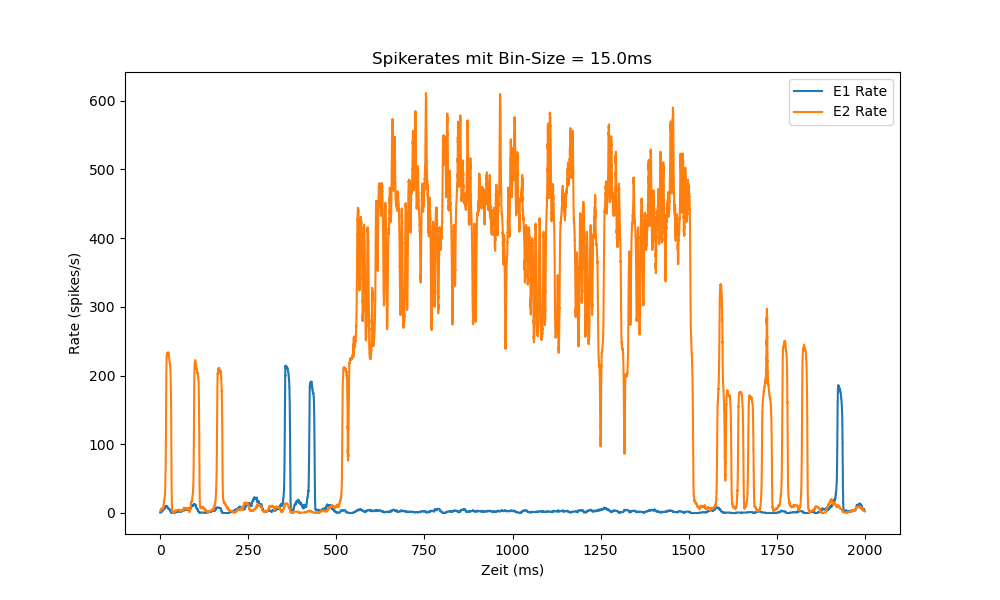 Spikerates mit Bin-Size = 15.0ms
E1 Rate
E2 Rate
Rate (spikes/s)
600
500
400
300
200
100
0
0 250 500 750 1000 1250 1500 1750 2000
Zeit (ms)